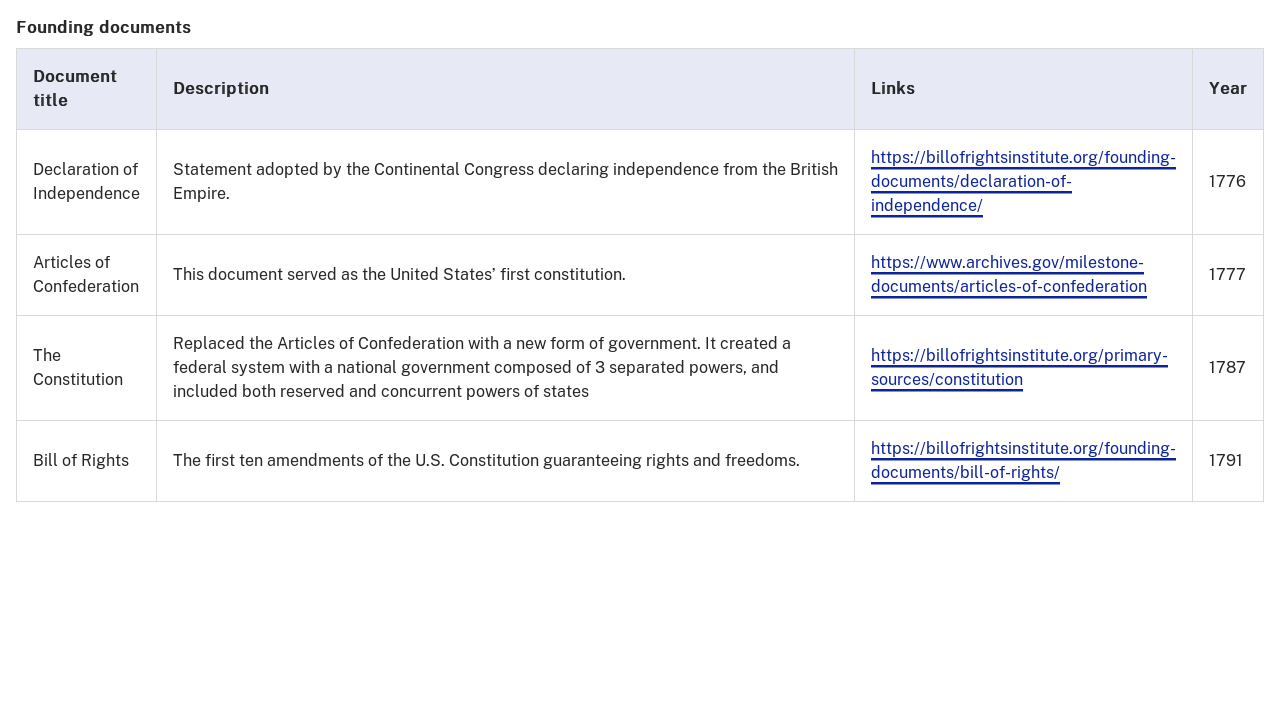 Founding documents
Document
title
Description
Links
Year
Declaration of
Independence
Statement adopted by the Continental Congress declaring independence from the British
Empire.
https://billofrightsinstitute.org/founding-
documents/declaration-of-
independence/
1776
Articles of
Confederation
This document served as the United States’ first constitution.
https://www.archives.gov/milestone-
documents/articles-of-confederation
1777
The
Constitution
Replaced the Articles of Confederation with a new form of government. It created a
federal system with a national government composed of 3 separated powers, and
included both reserved and concurrent powers of states
https://billofrightsinstitute.org/primary-
sources/constitution
1787
Bill of Rights
The first ten amendments of the U.S. Constitution guaranteeing rights and freedoms.
https://billofrightsinstitute.org/founding-
documents/bill-of-rights/
1791